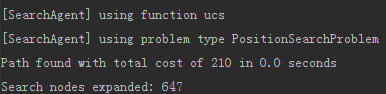 [SearchAgent] using function ucs
[SearchAgent] using problem type PositionSearchProblem
Path found with total cost of 210 in 0.0 seconds
Search nodes expanded: 647